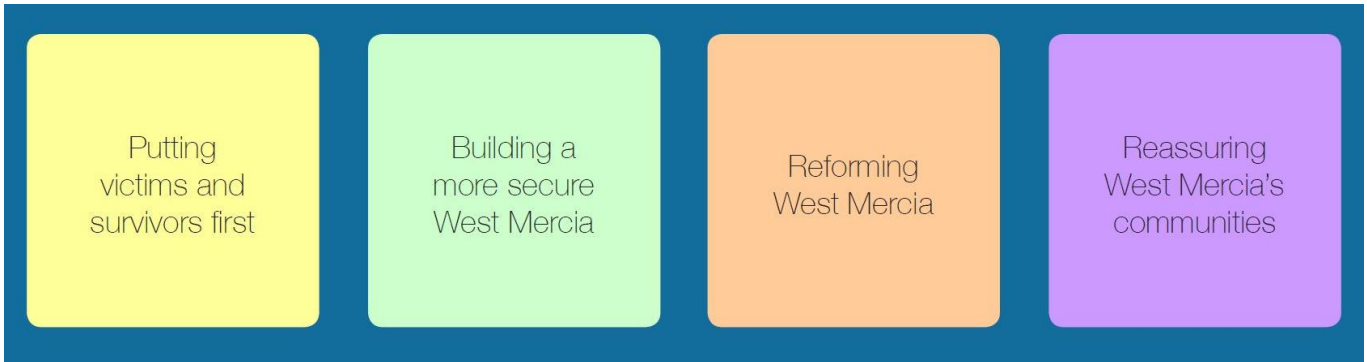 Putting
victims and
survivors first
Building a
more secure
West Mercia
Reforming
West Mercia
Reassuring
West Mercia's
communities